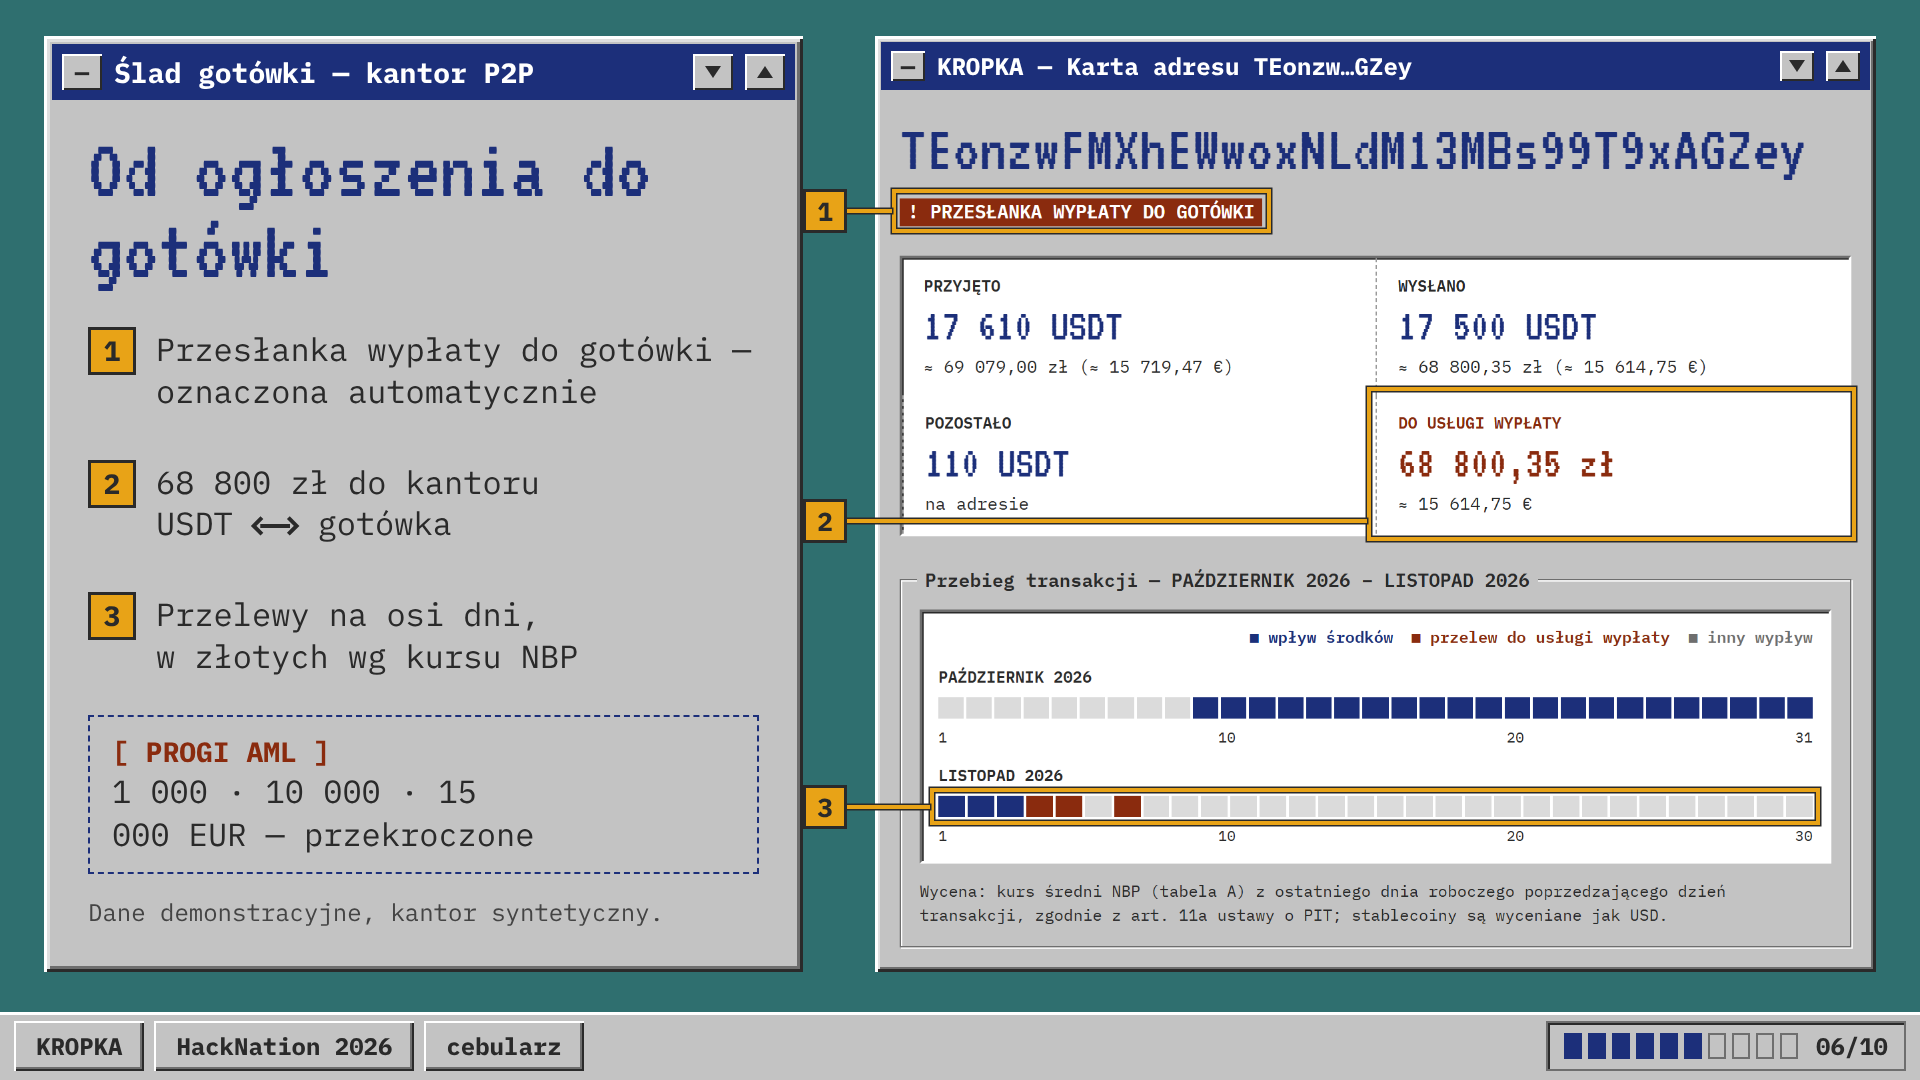 Ślad gotówki — kantor P2P
Od ogłoszenia do
gotówki
1 Przesłanka wypłaty do gotówki —
oznaczona automatycznie
2 68 800 zł do kantoru
USDT ⟷ gotówka
3 Przelewy na osi dni,
w złotych wg kursu NBP
[ PROGI AML ]
1 000 · 10 000 · 15
000 EUR — przekroczone
Dane demonstracyjne, kantor syntetyczny.
KROPKA — Karta adresu TEonzw…GZey
TEonzwFMXhEWwoxNLdM13MBs99T9xAGZey
1 ! PRZESŁANKA WYPŁATY DO GOTÓWKI
PRZYJĘTO
17 610 USDT
≈ 69 079,00 zł (≈ 15 719,47 €)
WYSŁANO
17 500 USDT
≈ 68 800,35 zł (≈ 15 614,75 €)
POZOSTAŁO
110 USDT
na adresie
2
DO USŁUGI WYPŁATY
68 800,35 zł
≈ 15 614,75 €
Przebieg transakcji — PAŹDZIERNIK 2026 – LISTOPAD 2026
■ wpływ środków ■ przelew do usługi wypłaty ■ inny wypływ
PAŹDZIERNIK 2026
1 10 20 31
LISTOPAD 2026
3
1 10 20 30
Wycena: kurs średni NBP (tabela A) z ostatniego dnia roboczego poprzedzającego dzień
transakcji, zgodnie z art. 11a ustawy o PIT; stablecoiny są wyceniane jak USD.
KROPKA HackNation 2026 cebularz 06/10